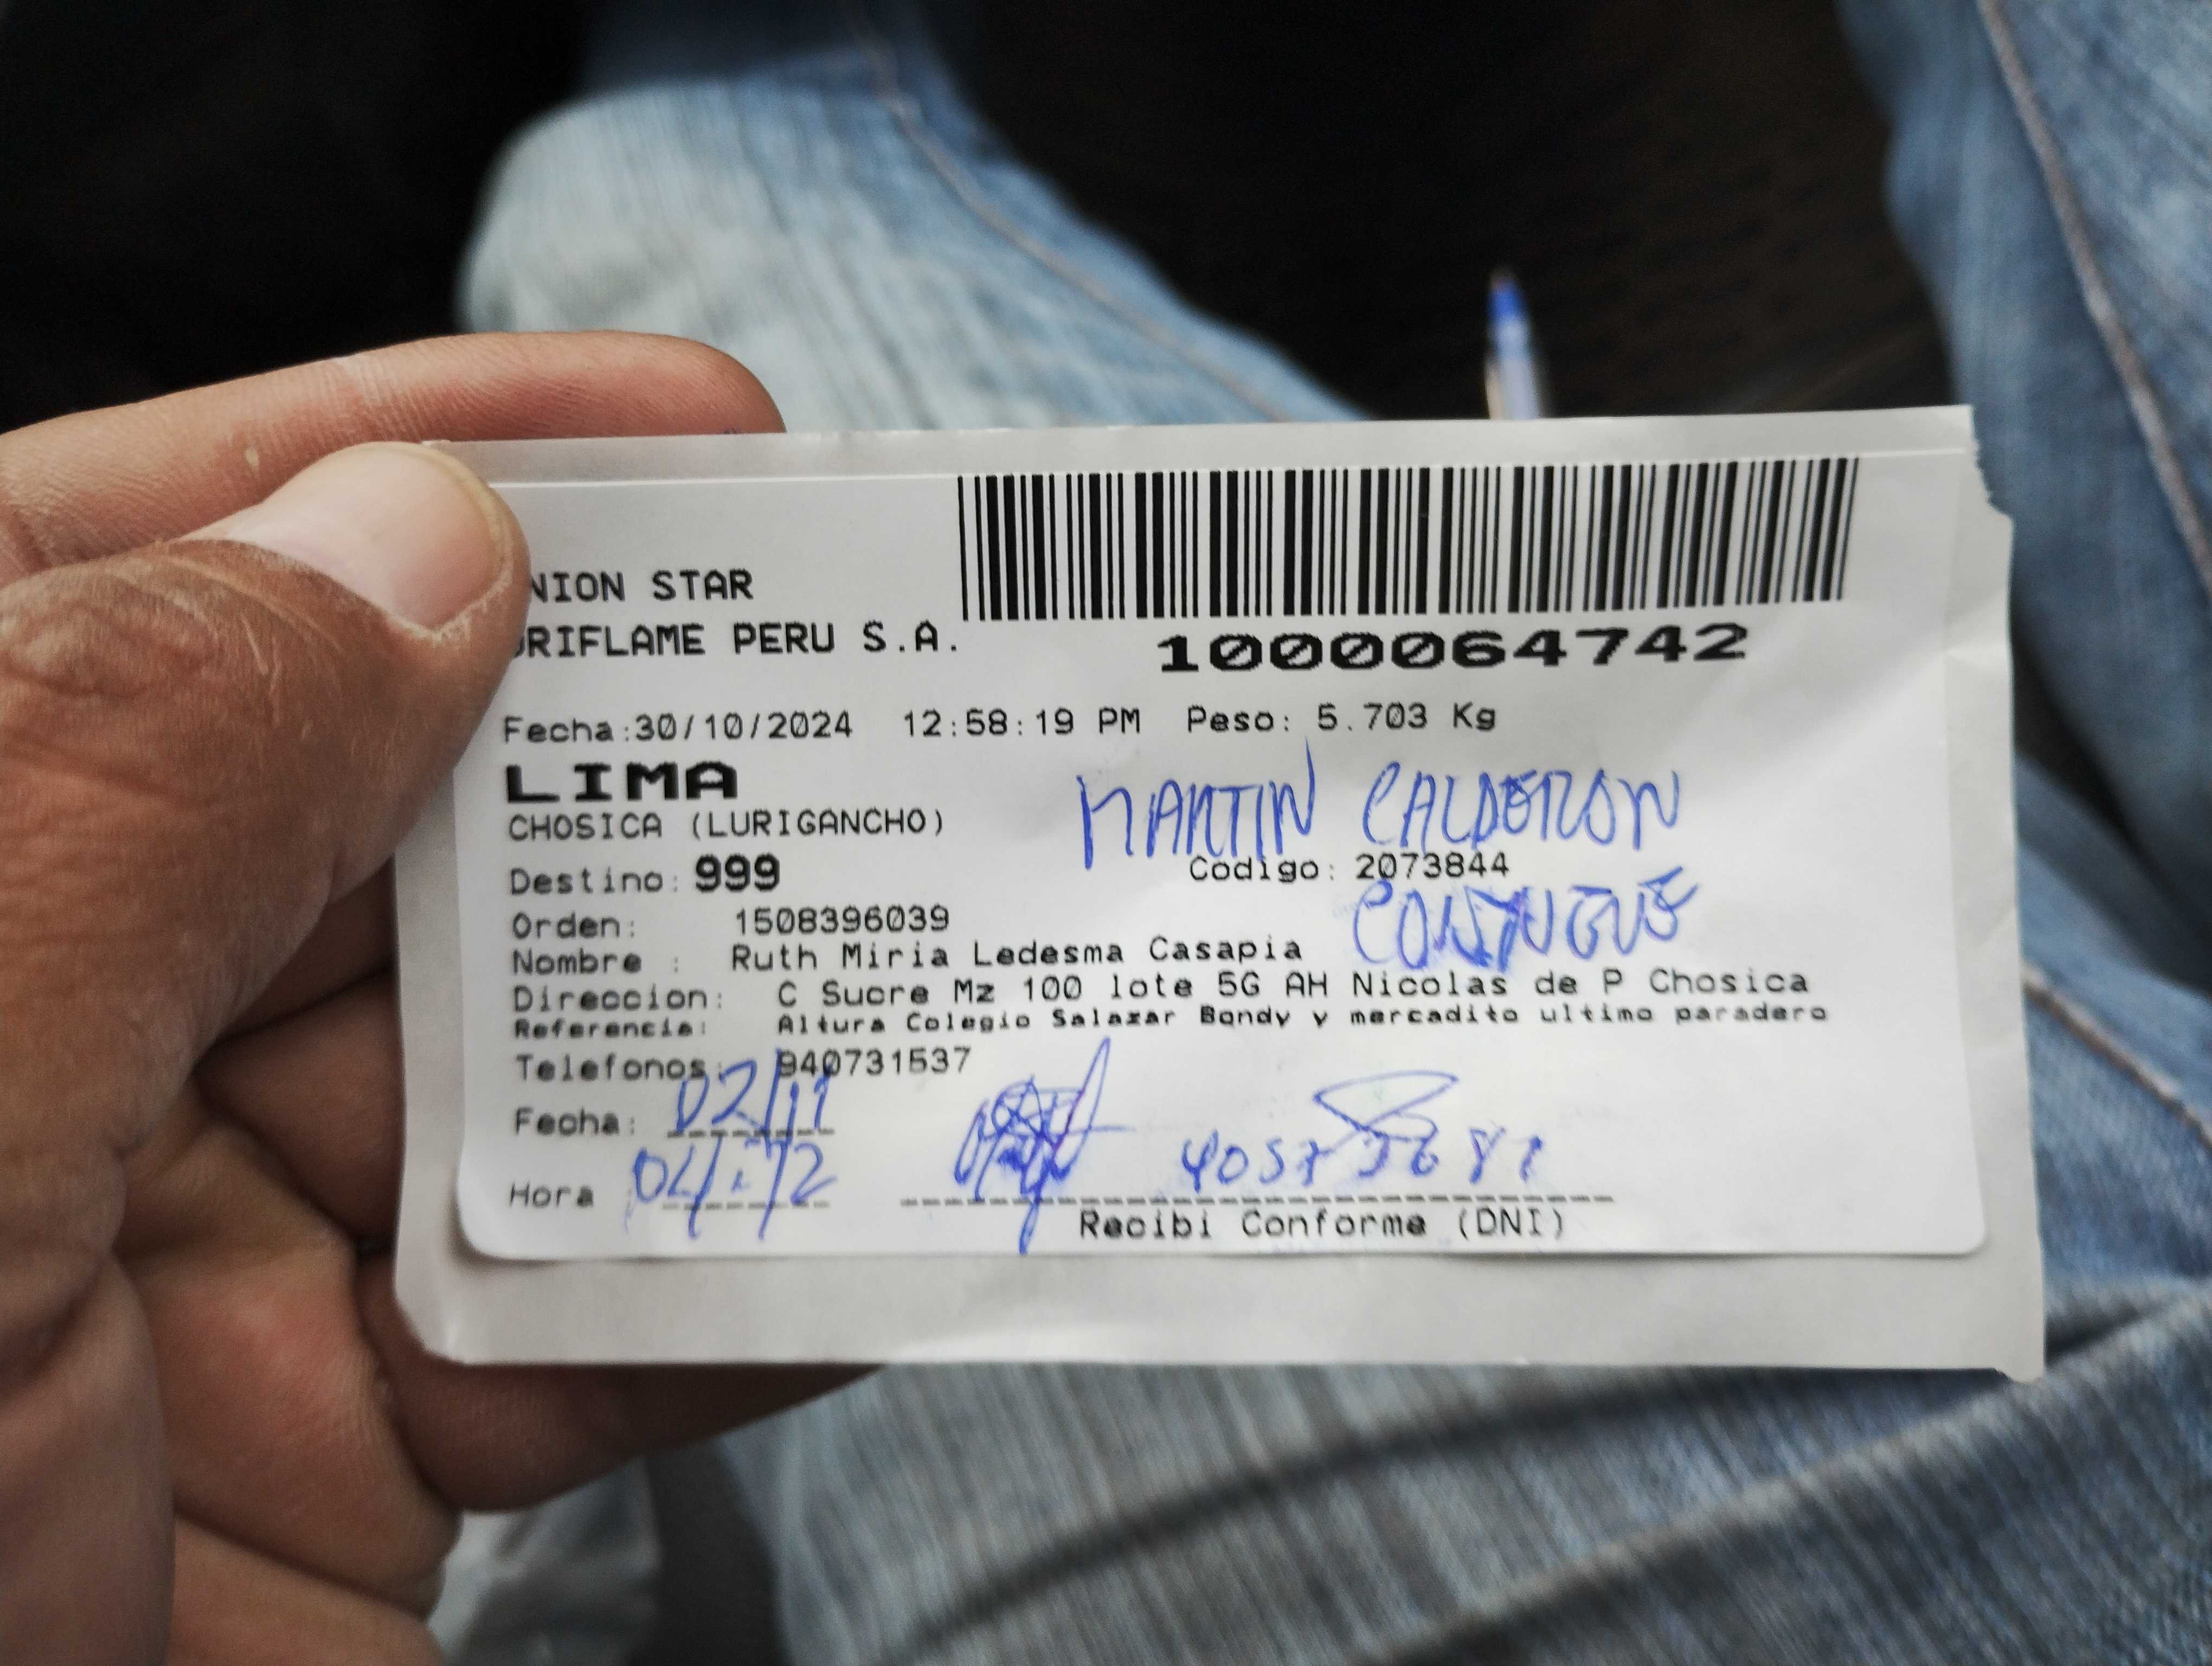 NION STAR
RIFLAME PERU S.A.
1000064742
Fecha:30/10/2024 12:58:19 PM Peso: 5.703 Kg
LIMA
MARTIN CALDERON
CHOSICA (LURIGANCHO)
Destino: 999 Codigo: 2073844
Orden: 1508396039
Nombre : Ruth Miria Ledesma Casapia
Direccion: C Sucre Mz 100 lote 5G AH Nicolas de P Chosica
Referencia: Altura Colegio Salazar Bondy y mercadito ultimo paradero
Telefonos: 940731537
Fecha: 02/11
Hora
Recibi Conforme (DNI)